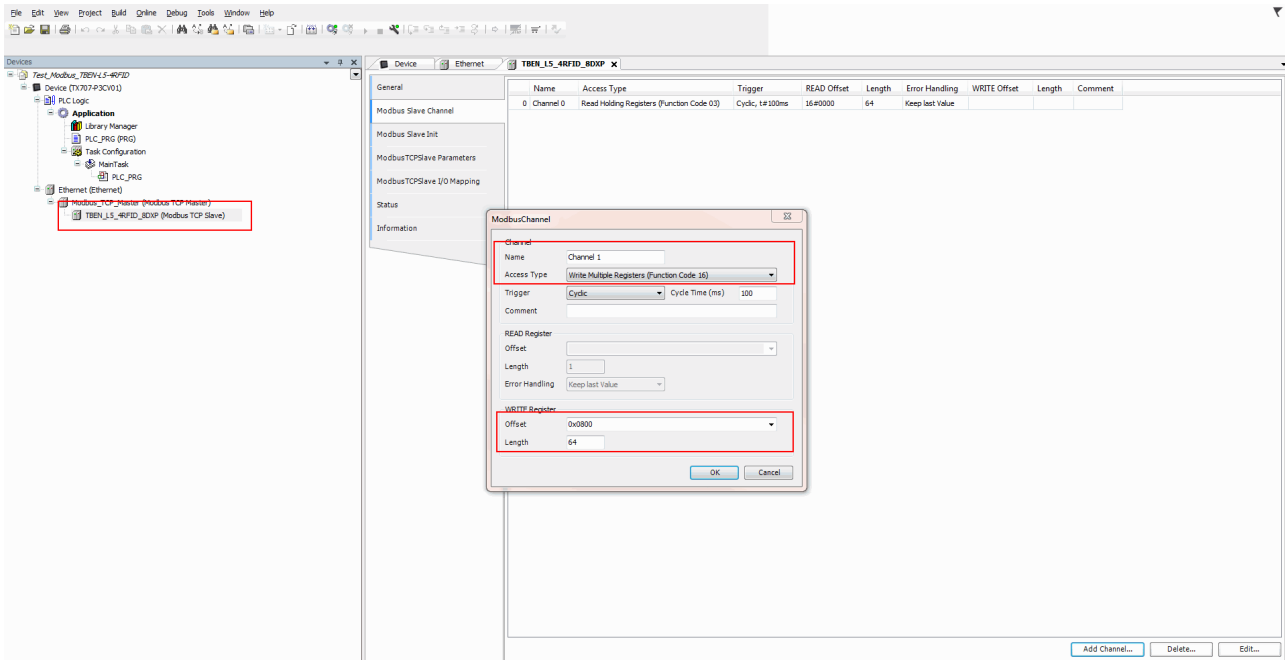 File Edit View Project Build Online Debug Tools Window Help
Devices
Device Ethernet TBEN_L5_4RFID_8DXP
Test_Modbus_TBEN-L5-4RFID
Device (TX707-P3CV01)
PLC Logic
Application
Library Manager
PLC_PRG (PRG)
Task Configuration
MainTask
PLC_PRG
Ethernet (Ethernet)
Modbus_TCP_Master (Modbus TCP Master)
TBEN_L5_4RFID_8DXP (Modbus TCP Slave)
General
Modbus Slave Channel
Modbus Slave Init
ModbusTCPSlave Parameters
ModbusTCPSlave I/O Mapping
Status
Information
Name Access Type Trigger READ Offset Length Error Handling WRITE Offset Length Comment
0 Channel 0 Read Holding Registers (Function Code 03) Cyclic, t#100ms 16#0000 64 Keep last Value
ModbusChannel
Channel
Name Channel 1
Access Type Write Multiple Registers (Function Code 16)
Trigger Cyclic Cycle Time (ms) 100
Comment
READ Register
Offset
Length 1
Error Handling Keep last Value
WRITE Register
Offset 0x0800
Length 64
OK Cancel
Add Channel... Delete... Edit...